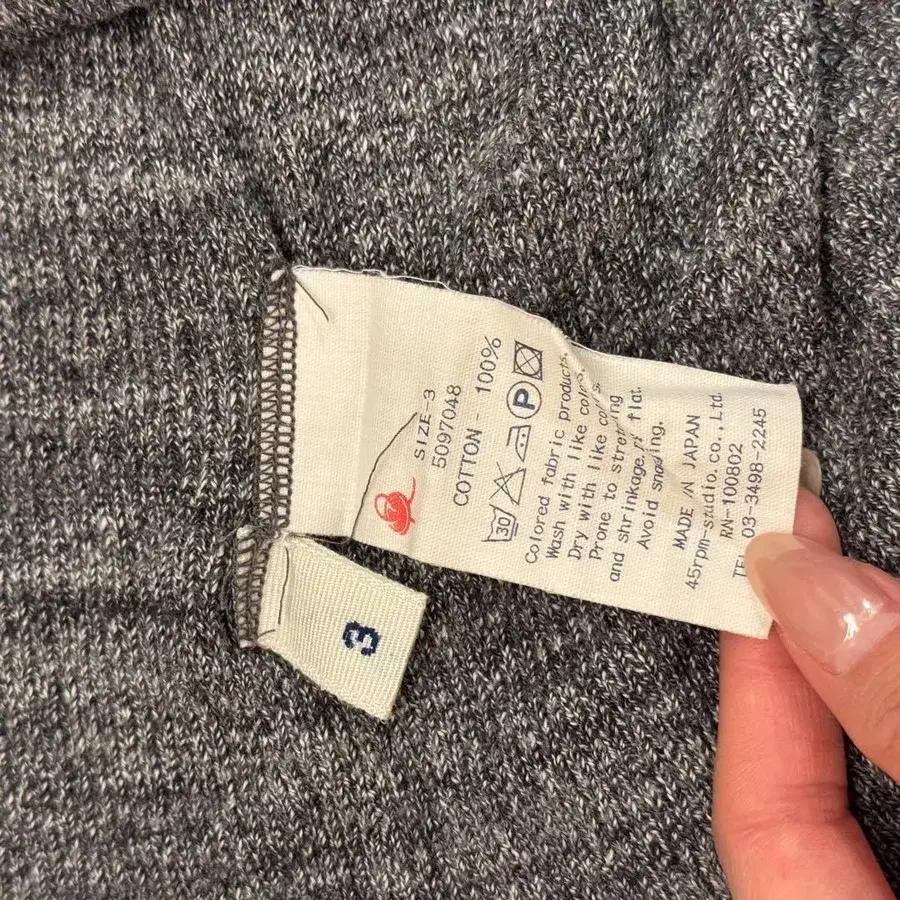 SIZE-3
5097048
COTTON - 100%
30 P
Colored fabric products,
Wash with like colors,
Dry with like colors.
Prone to stretching
and shrinkage, dry flat.
Avoid snagging.
MADE IN JAPAN
45rpm-studio.co.,Ltd.
RN-100802
TEL 03-3498-2245
3